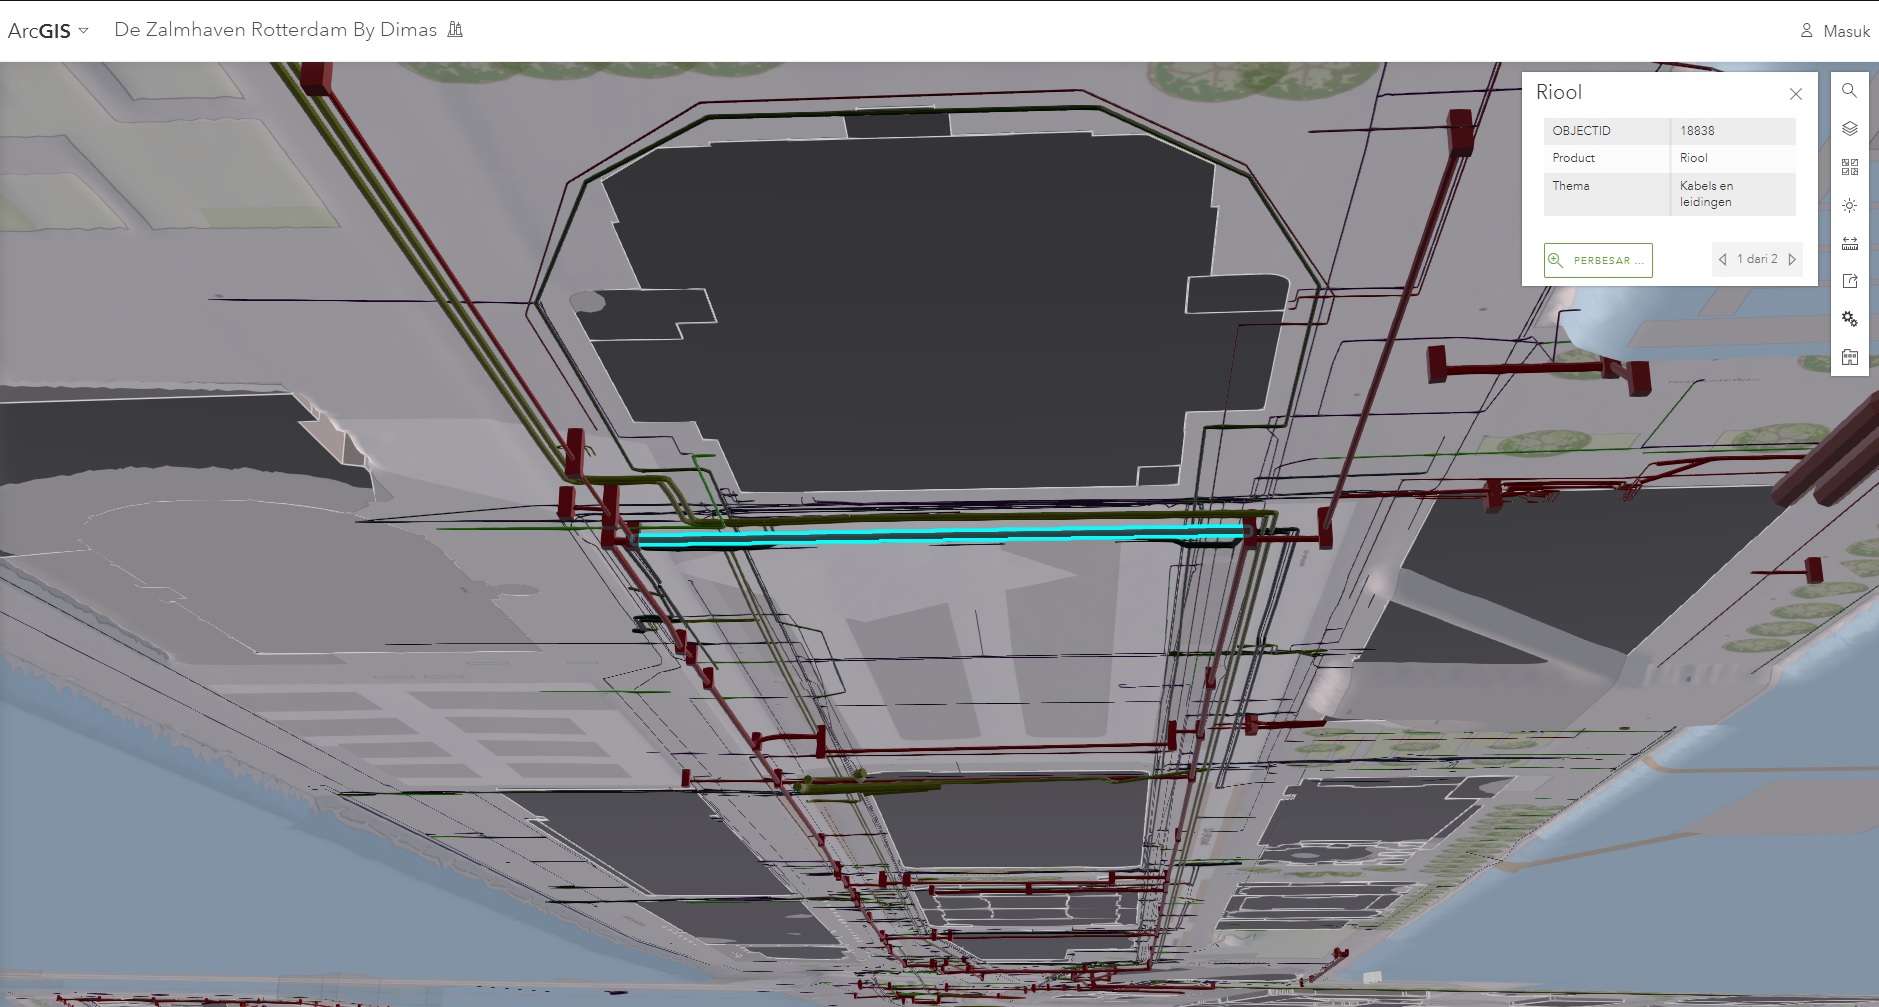 ArcGIS De Zalmhaven Rotterdam By Dimas Masuk
Riool
OBJECTID 18838
Product Riool
Thema Kabels en
leidingen
PERBESAR ... 1 dari 2